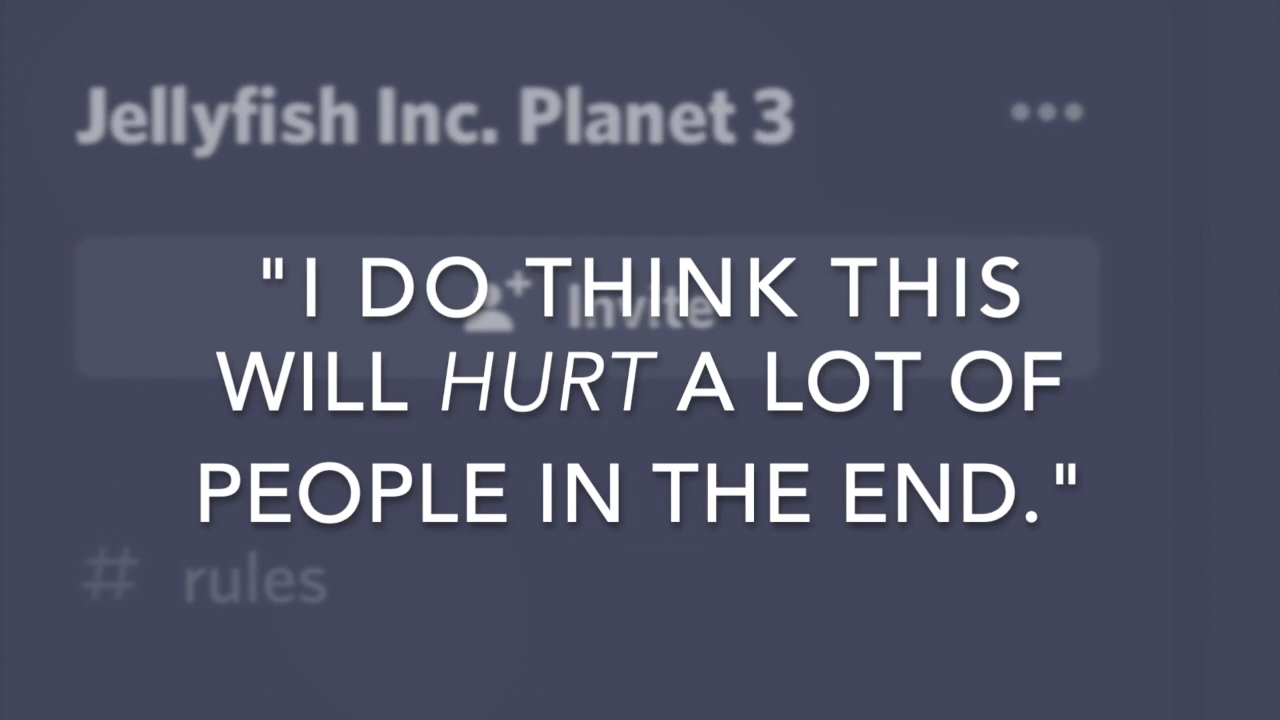 Jellyfish Inc. Planet 3
Invite
"I DO THINK THIS
WILL HURT A LOT OF
PEOPLE IN THE END."
# rules